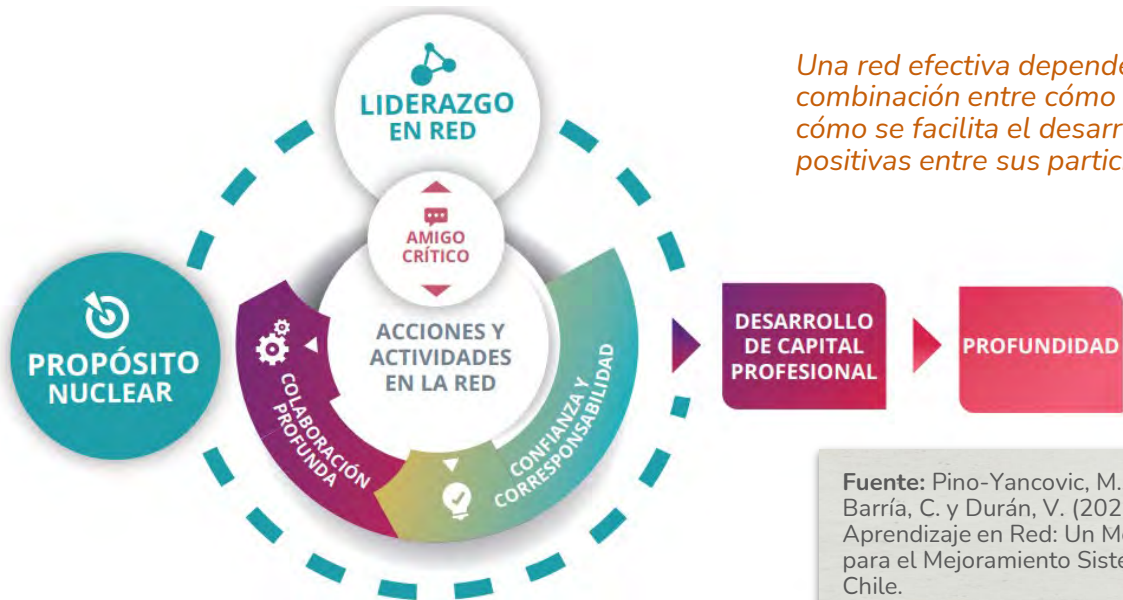 Una red efectiva depende
combinación entre cómo
cómo se facilita el desarr
positivas entre sus partic
LIDERAZGO
EN RED
AMIGO
CRÍTICO
ACCIONES Y
ACTIVIDADES
EN LA RED
PROPÓSITO
NUCLEAR
COLABORACIÓN
PROFUNDA
CONFIANZA Y
CORRESPONSABILIDAD
DESARROLLO
DE CAPITAL
PROFESIONAL
PROFUNDIDAD
Fuente: Pino-Yancovic, M.
Barría, C. y Durán, V. (202
Aprendizaje en Red: Un Mo
para el Mejoramiento Siste
Chile.